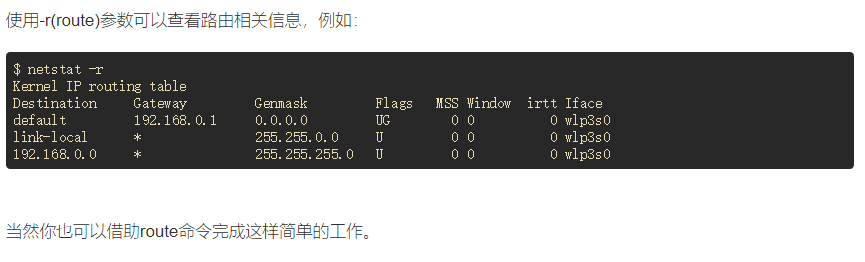 使用-r(route)参数可以查看路由相关信息，例如：
$ netstat -r
Kernel IP routing table
Destination     Gateway         Genmask         Flags   MSS Window  irtt Iface
default         192.168.0.1     0.0.0.0         UG        0 0          0 wlp3s0
link-local      *               255.255.0.0     U         0 0          0 wlp3s0
192.168.0.0     *               255.255.255.0   U         0 0          0 wlp3s0
当然你也可以借助route命令完成这样简单的工作。